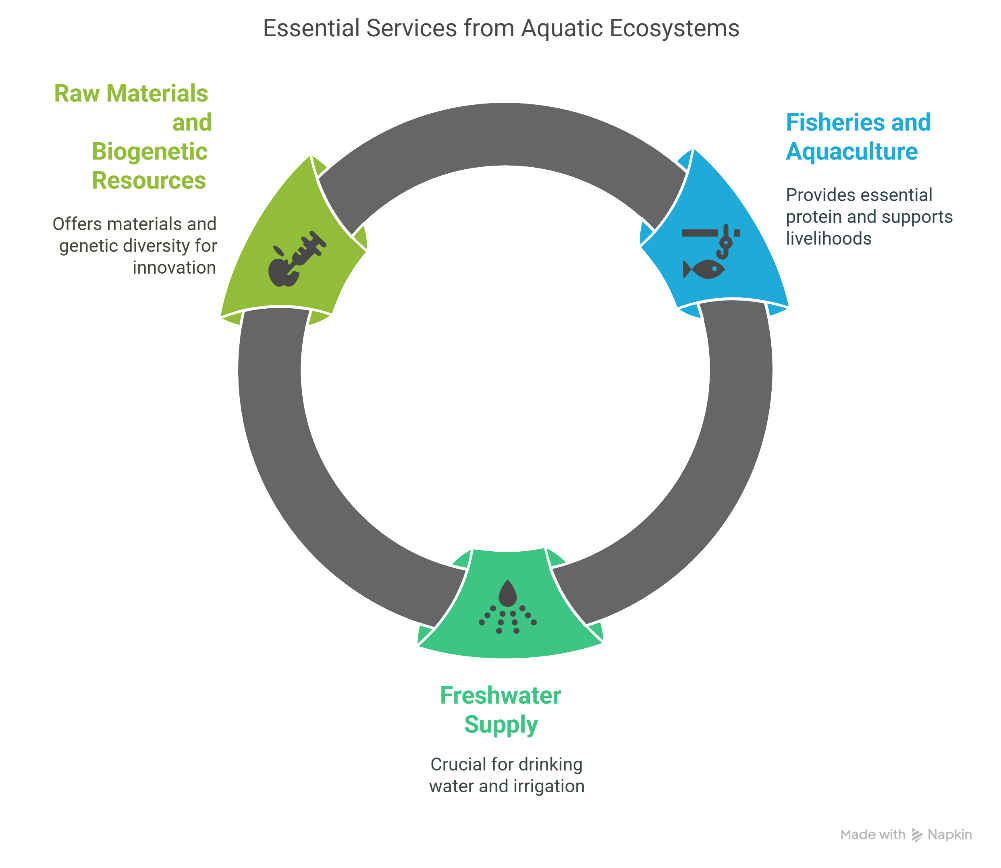 Essential Services from Aquatic Ecosystems
Raw Materials
and
Biogenetic
Resources
Offers materials and
genetic diversity for
innovation
Fisheries and
Aquaculture
Provides essential
protein and supports
livelihoods
Freshwater
Supply
Crucial for drinking
water and irrigation
Made with Napkin